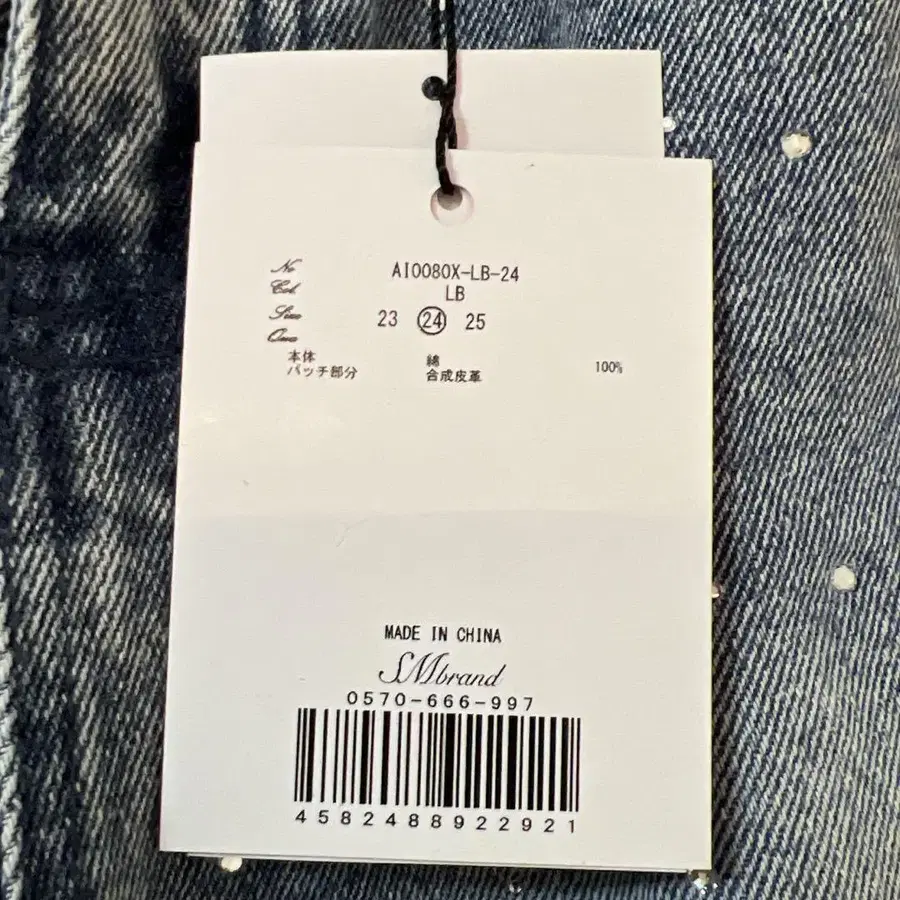 No AI0080X-LB-24
Col. LB
Size 23 24 25
本体 綿 100%
パッチ部分 合成皮革
MADE IN CHINA
SMbrand
0570-666-997
4582488922921